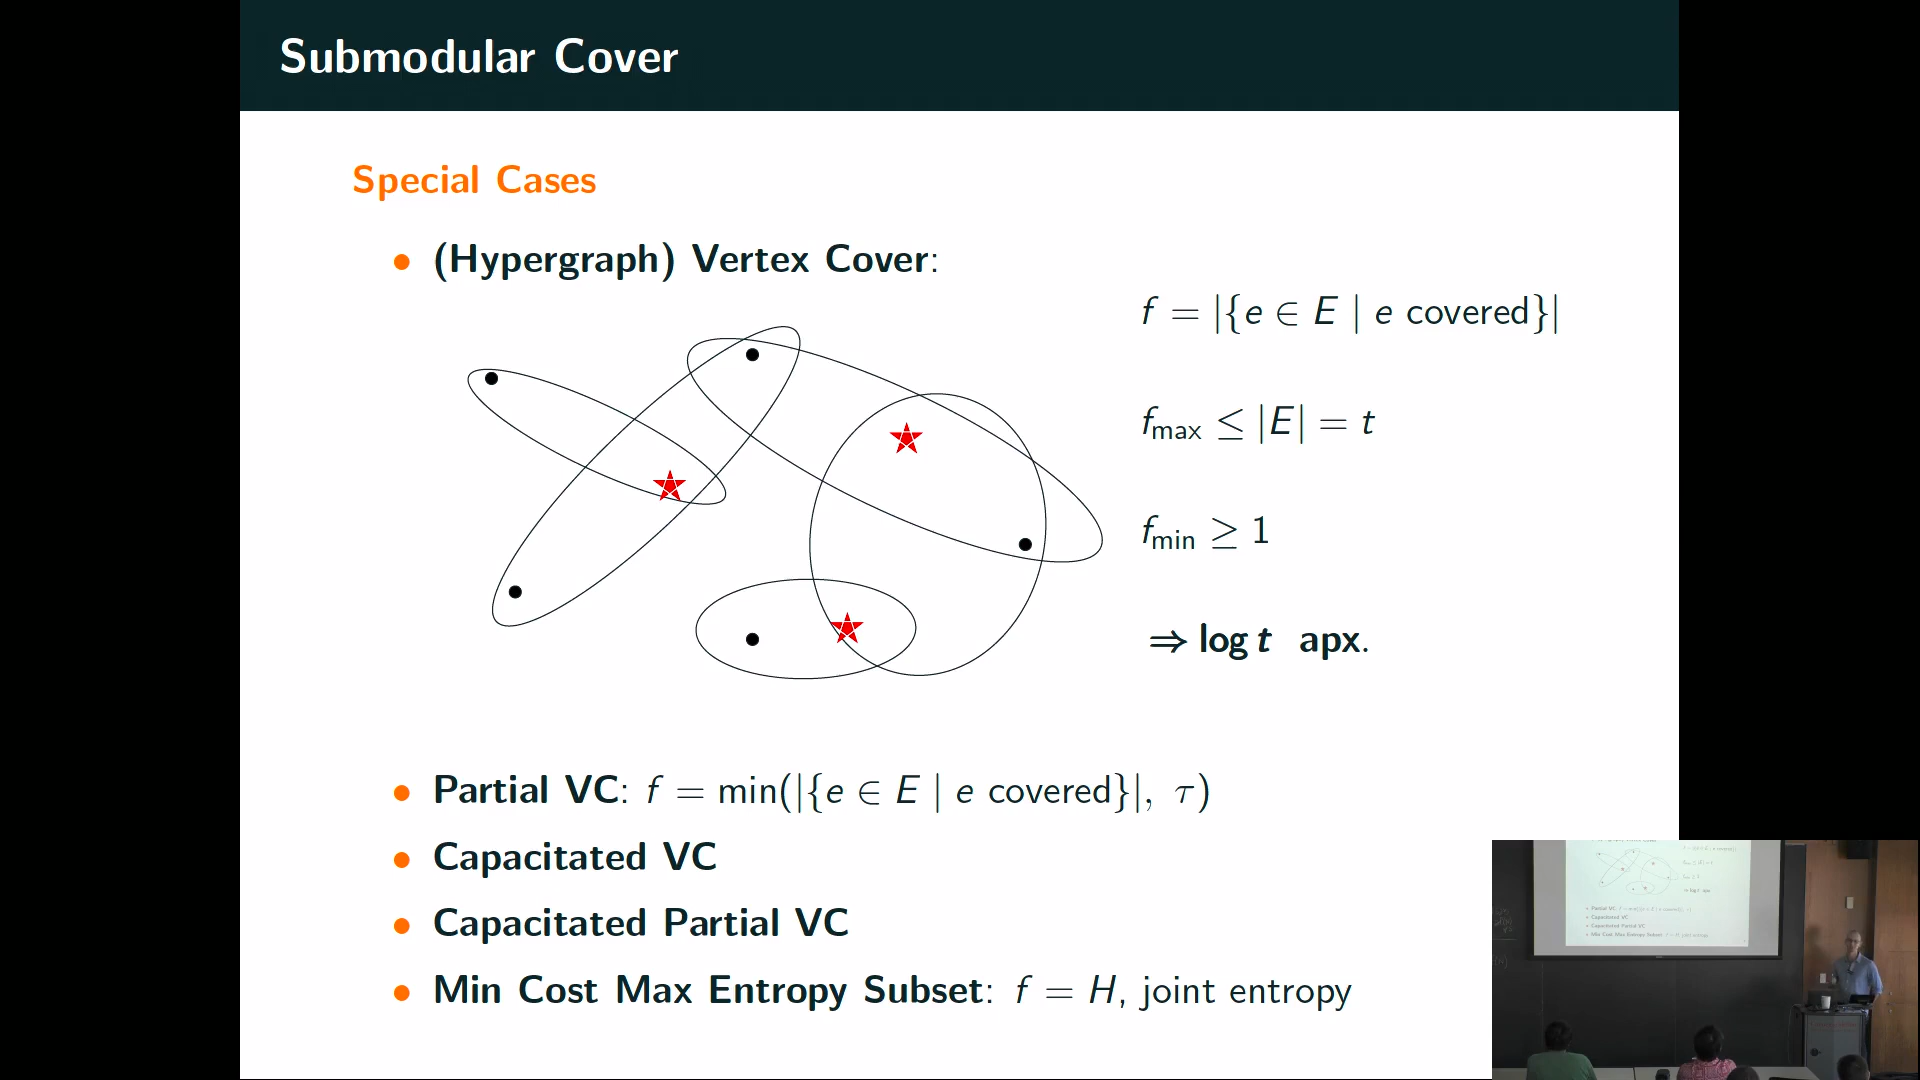 Submodular Cover
Special Cases
• (Hypergraph) Vertex Cover:
f = |{e ∈ E | e covered}|
f_max ≤ |E| = t
f_min ≥ 1
⇒ log t apx.
• Partial VC: f = min(|{e ∈ E | e covered}|, τ)
• Capacitated VC
• Capacitated Partial VC
• Min Cost Max Entropy Subset: f = H, joint entropy